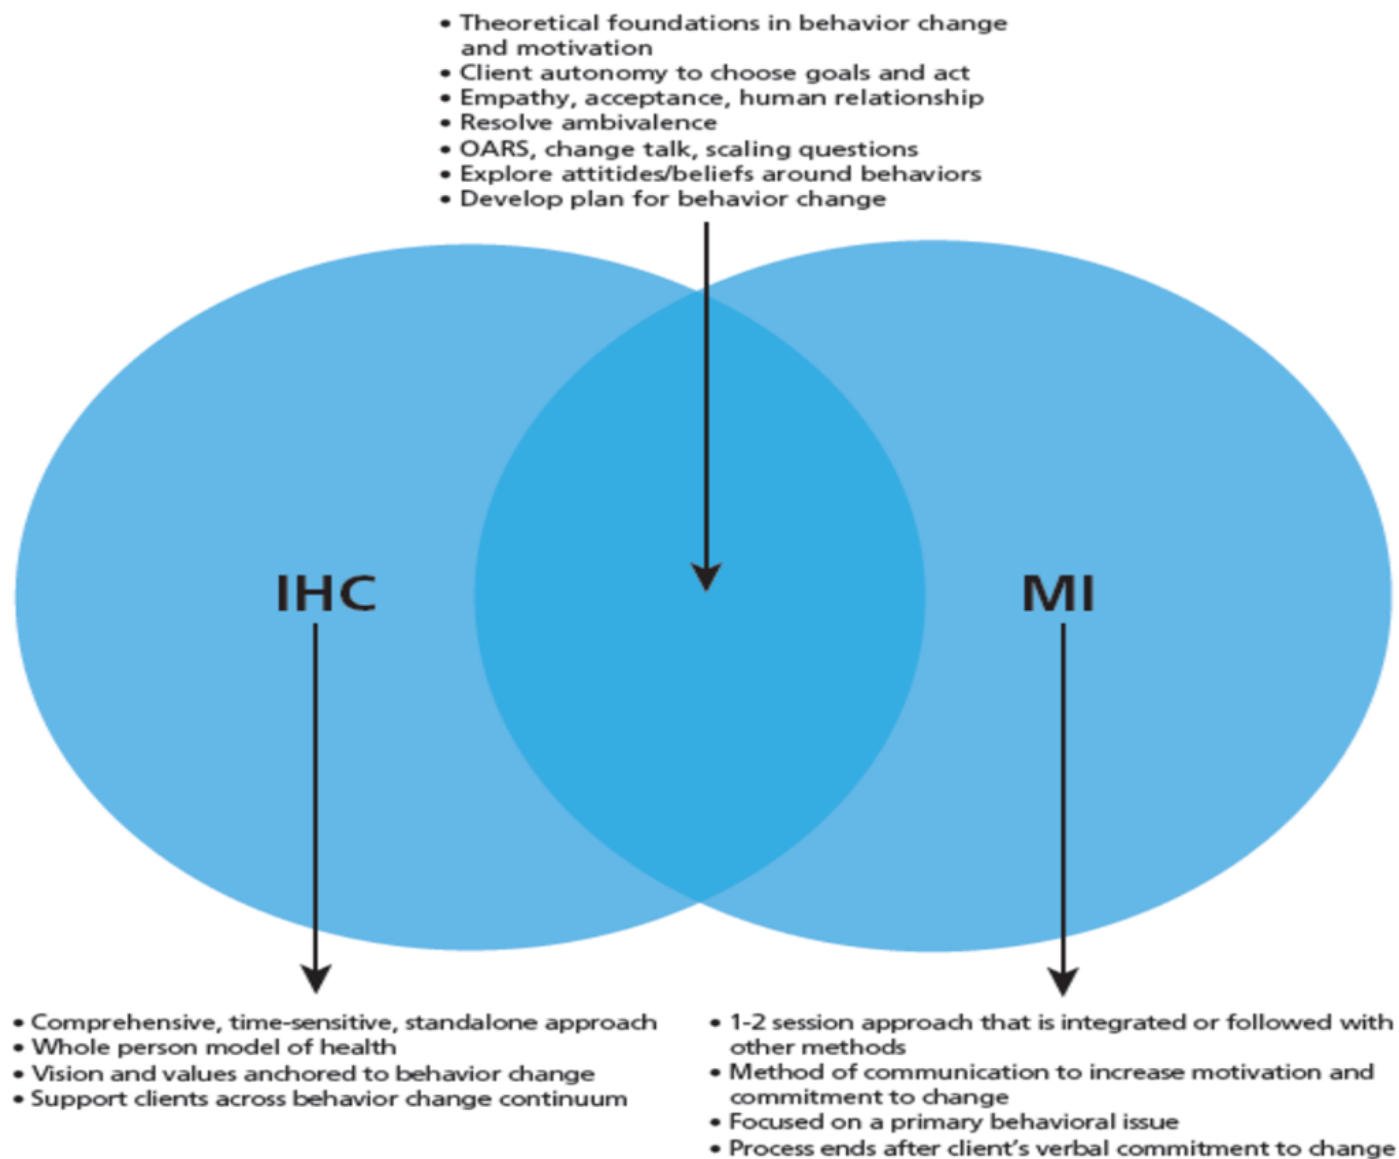 • Theoretical foundations in behavior change
and motivation
• Client autonomy to choose goals and act
• Empathy, acceptance, human relationship
• Resolve ambivalence
• OARS, change talk, scaling questions
• Explore attitides/beliefs around behaviors
• Develop plan for behavior change
IHC
MI
• Comprehensive, time-sensitive, standalone approach
• Whole person model of health
• Vision and values anchored to behavior change
• Support clients across behavior change continuum
• 1-2 session approach that is integrated or followed with
other methods
• Method of communication to increase motivation and
commitment to change
• Focused on a primary behavioral issue
• Process ends after client's verbal commitment to change